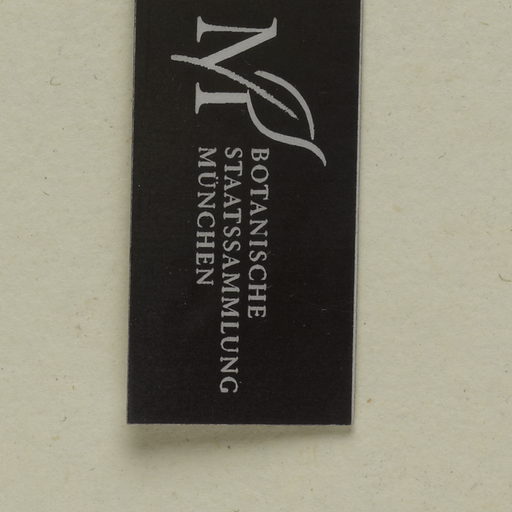 M
BOTANISCHE
STAATSSAMMLUNG
MÜNCHEN